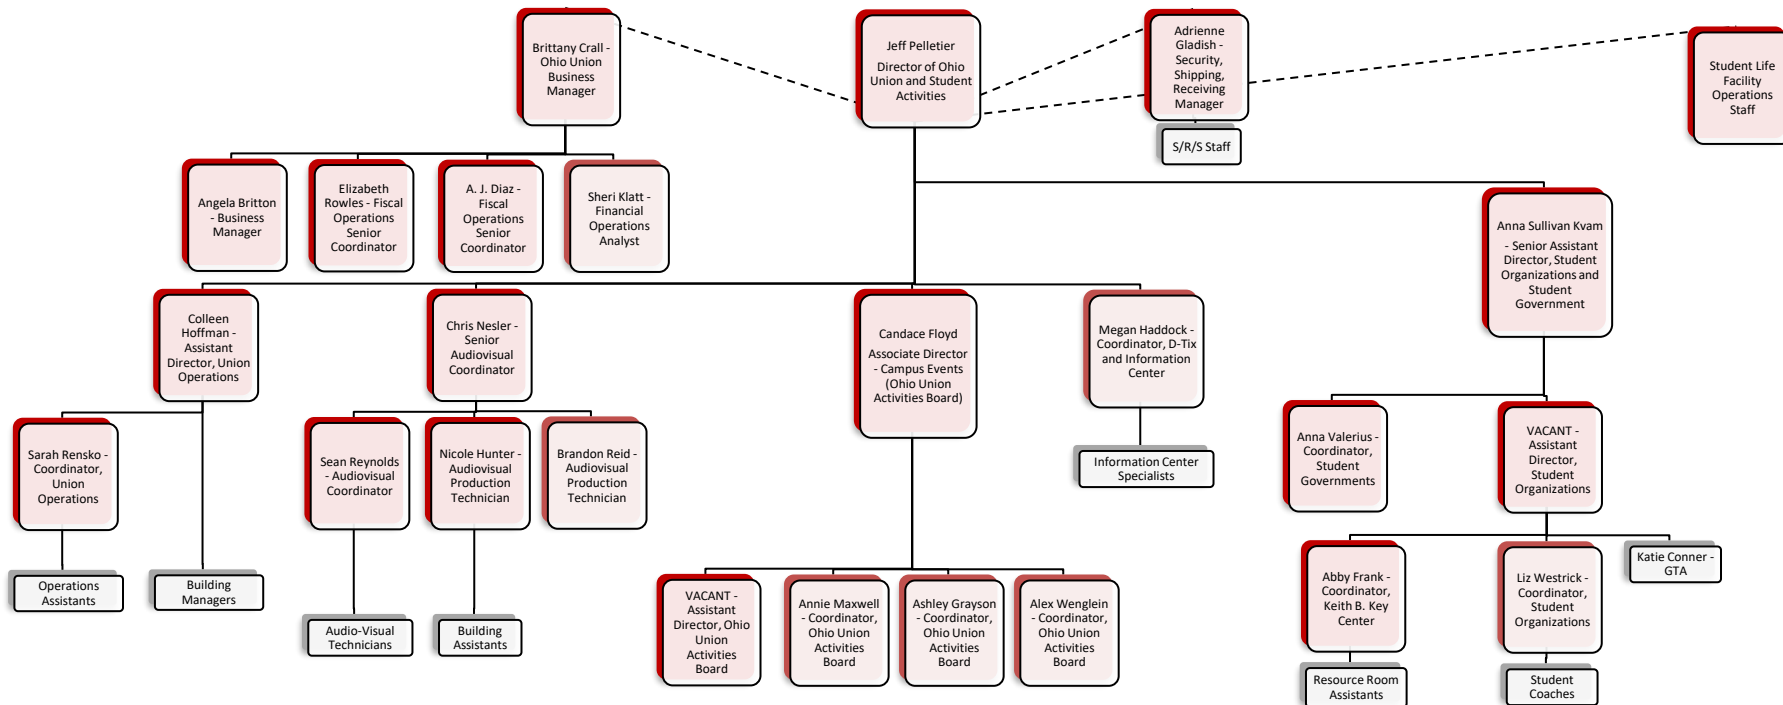 Brittany Crall -
Ohio Union
Business
Manager
Jeff Pelletier
Director of Ohio
Union and Student
Activities
Adrienne
Gladish -
Security,
Shipping,
Receiving
Manager
Student Life
Facility
Operations
Staff
S/R/S Staff
Angela Britton
- Business
Manager
Elizabeth
Rowles - Fiscal
Operations
Senior
Coordinator
A. J. Diaz -
Fiscal
Operations
Senior
Coordinator
Sheri Klatt -
Financial
Operations
Analyst
Anna Sullivan Kvam
- Senior Assistant
Director, Student
Organizations and
Student
Government
Colleen
Hoffman -
Assistant
Director, Union
Operations
Chris Nesler -
Senior
Audiovisual
Coordinator
Candace Floyd
Associate Director
- Campus Events
(Ohio Union
Activities Board)
Megan Haddock -
Coordinator, D-Tix
and Information
Center
Sarah Rensko -
Coordinator,
Union
Operations
Sean Reynolds
- Audiovisual
Coordinator
Nicole Hunter -
Audiovisual
Production
Technician
Brandon Reid -
Audiovisual
Production
Technician
Information Center
Specialists
Anna Valerius -
Coordinator,
Student
Governments
VACANT -
Assistant
Director,
Student
Organizations
Operations
Assistants
Building
Managers
Audio-Visual
Technicians
Building
Assistants
VACANT -
Assistant
Director, Ohio
Union
Activities
Board
Annie Maxwell
- Coordinator,
Ohio Union
Activities
Board
Ashley Grayson
- Coordinator,
Ohio Union
Activities
Board
Alex Wenglein
- Coordinator,
Ohio Union
Activities
Board
Abby Frank -
Coordinator,
Keith B. Key
Center
Liz Westrick -
Coordinator,
Student
Organizations
Katie Conner -
GTA
Resource Room
Assistants
Student
Coaches